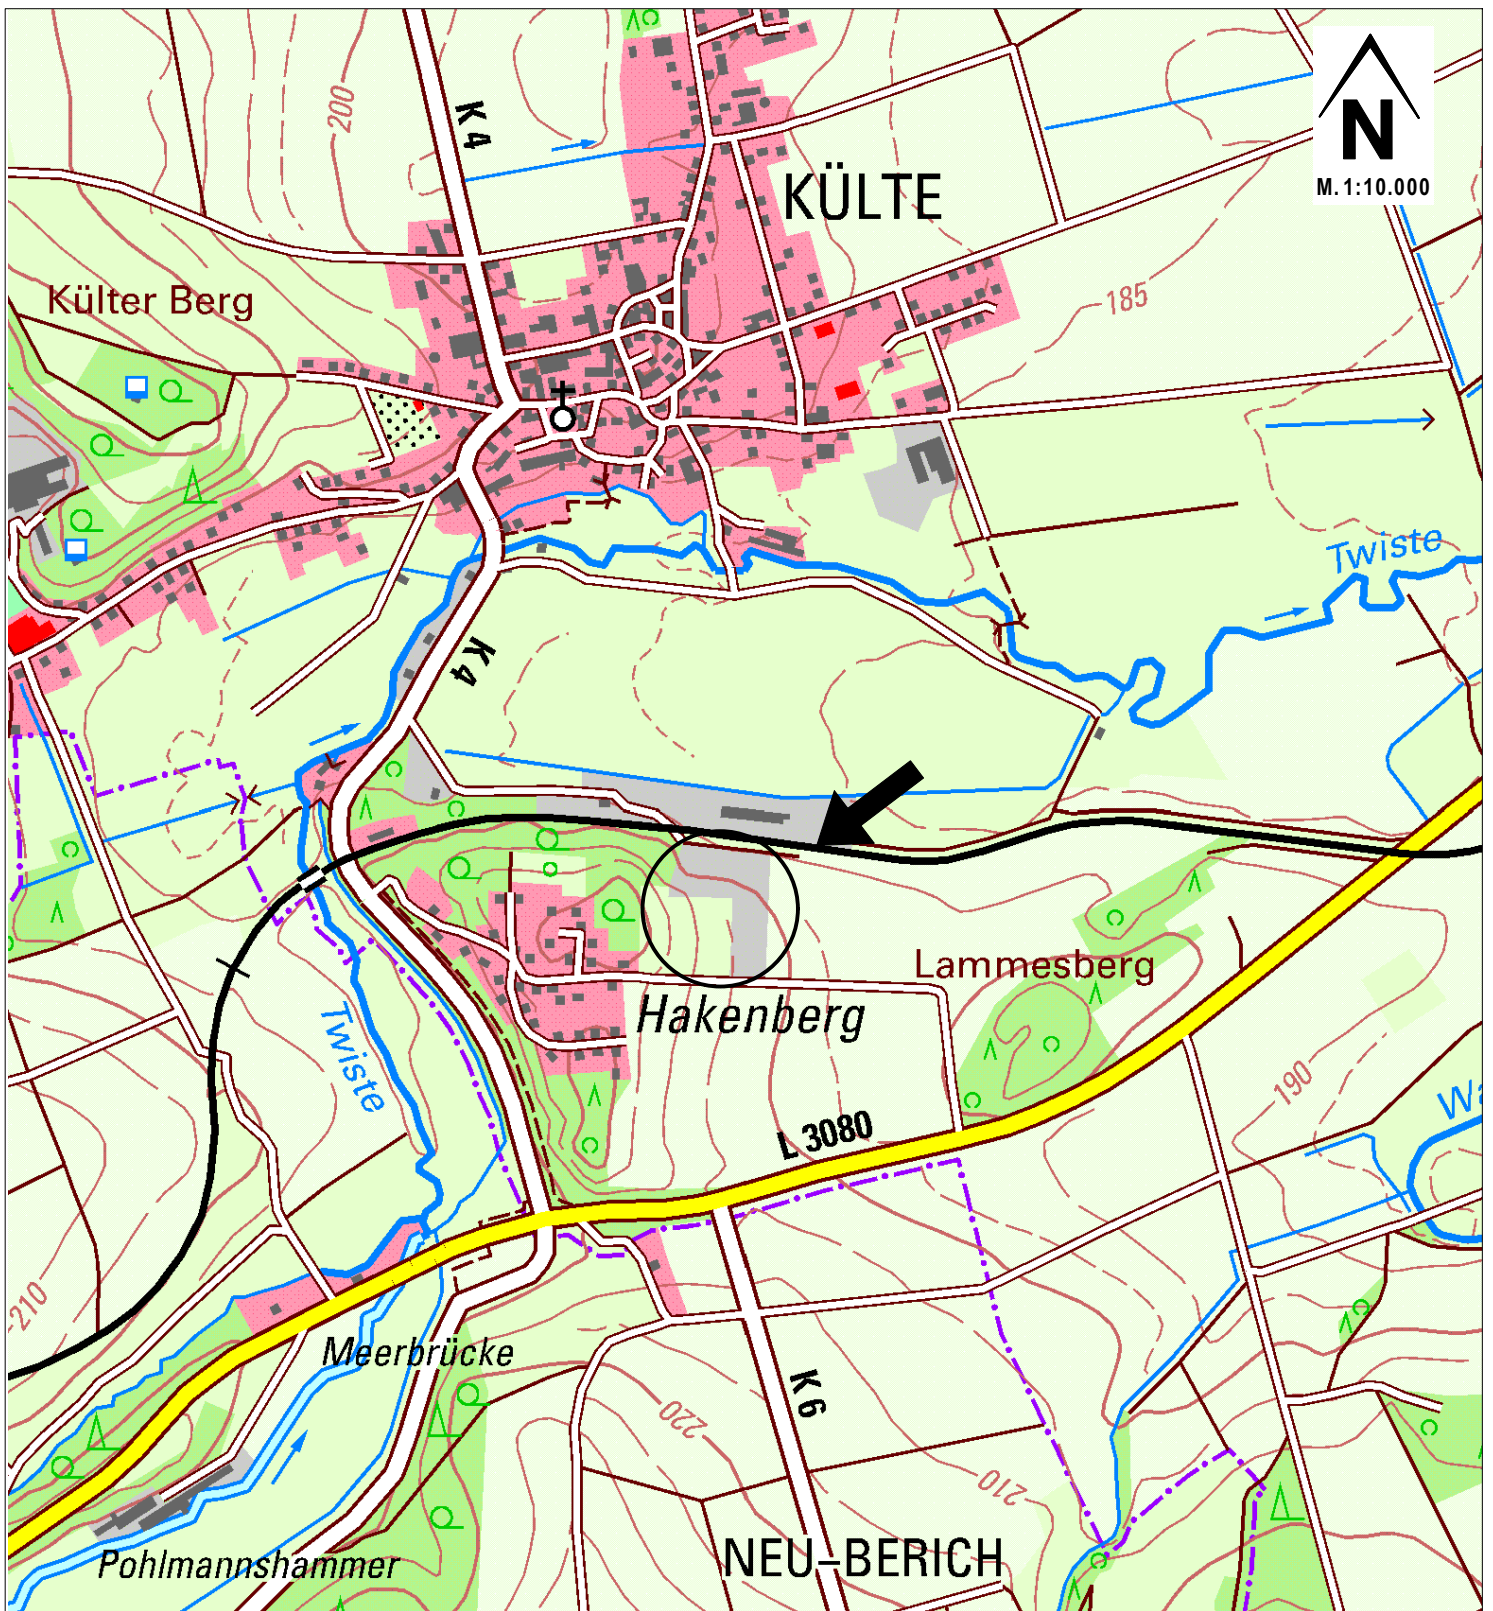 200
K 4
N
M. 1:10.000
KÜLTE
Külter Berg
185
Twiste
K 4
Lammesberg
Hakenberg
Twiste
190
L 3080
210
Meerbrücke
K 6
220
210
NEU-BERICH
Pohlmannshammer